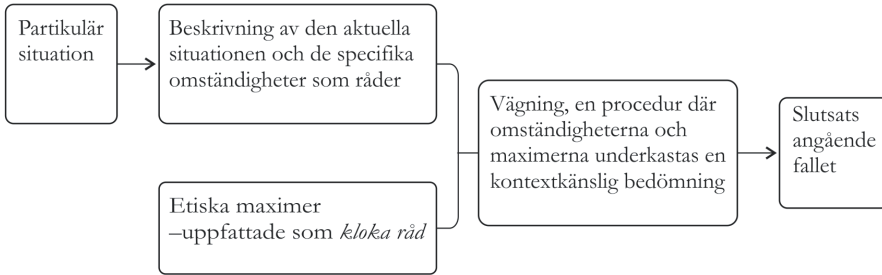 Partikulär
situation
Beskrivning av den aktuella
situationen och de specifika
omständigheter som råder
Etiska maximer
–uppfattade som kloka råd
Vägning, en procedur där
omständigheterna och
maximerna underkastas en
kontextkänslig bedömning
Slutsats
angående
fallet